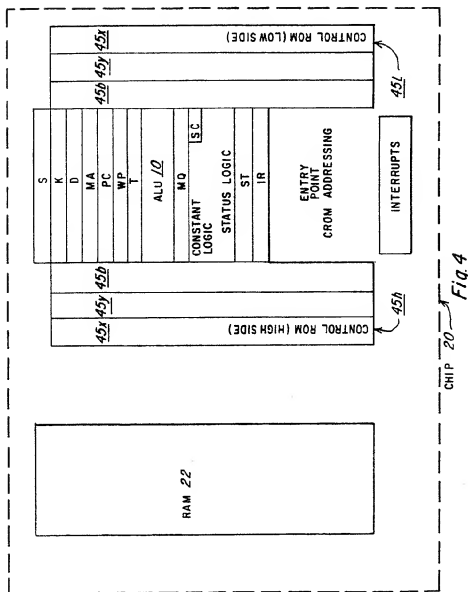 CONTROL ROM (LOW SIDE)
45x
45y
45b
45l
S
K
D
MA
PC
WP
T
ALU 10
MQ
SC
CONSTANT
LOGIC
STATUS LOGIC
ST
IR
ENTRY
POINT
CROM ADDRESSING
INTERRUPTS
45b
45y
45x
CONTROL ROM (HIGH SIDE)
45h
RAM 22
CHIP 20
Fig. 4